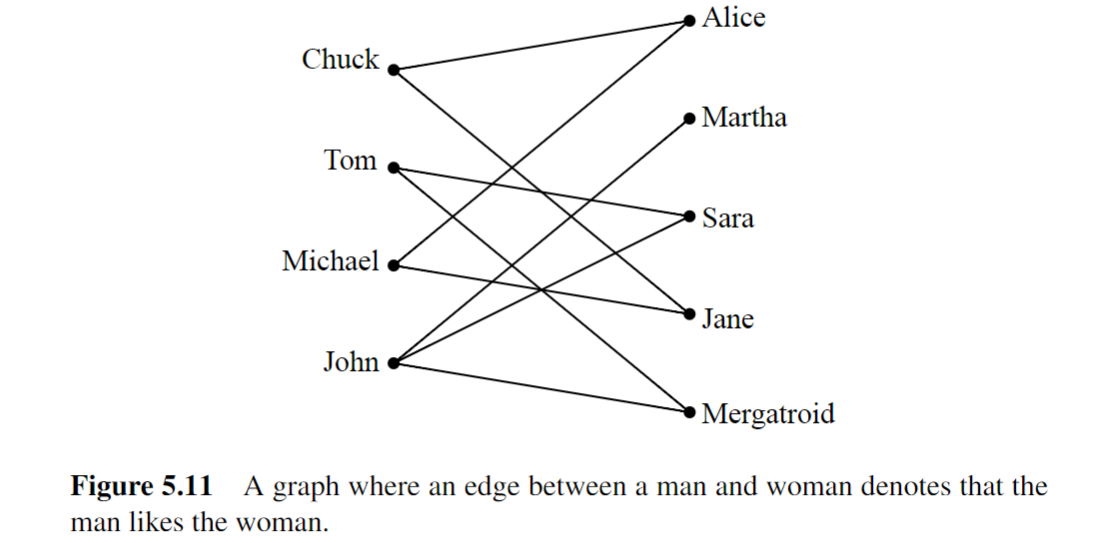 Alice
Chuck
Martha
Tom
Sara
Michael
Jane
John
Mergatroid
Figure 5.11 A graph where an edge between a man and woman denotes that the
man likes the woman.